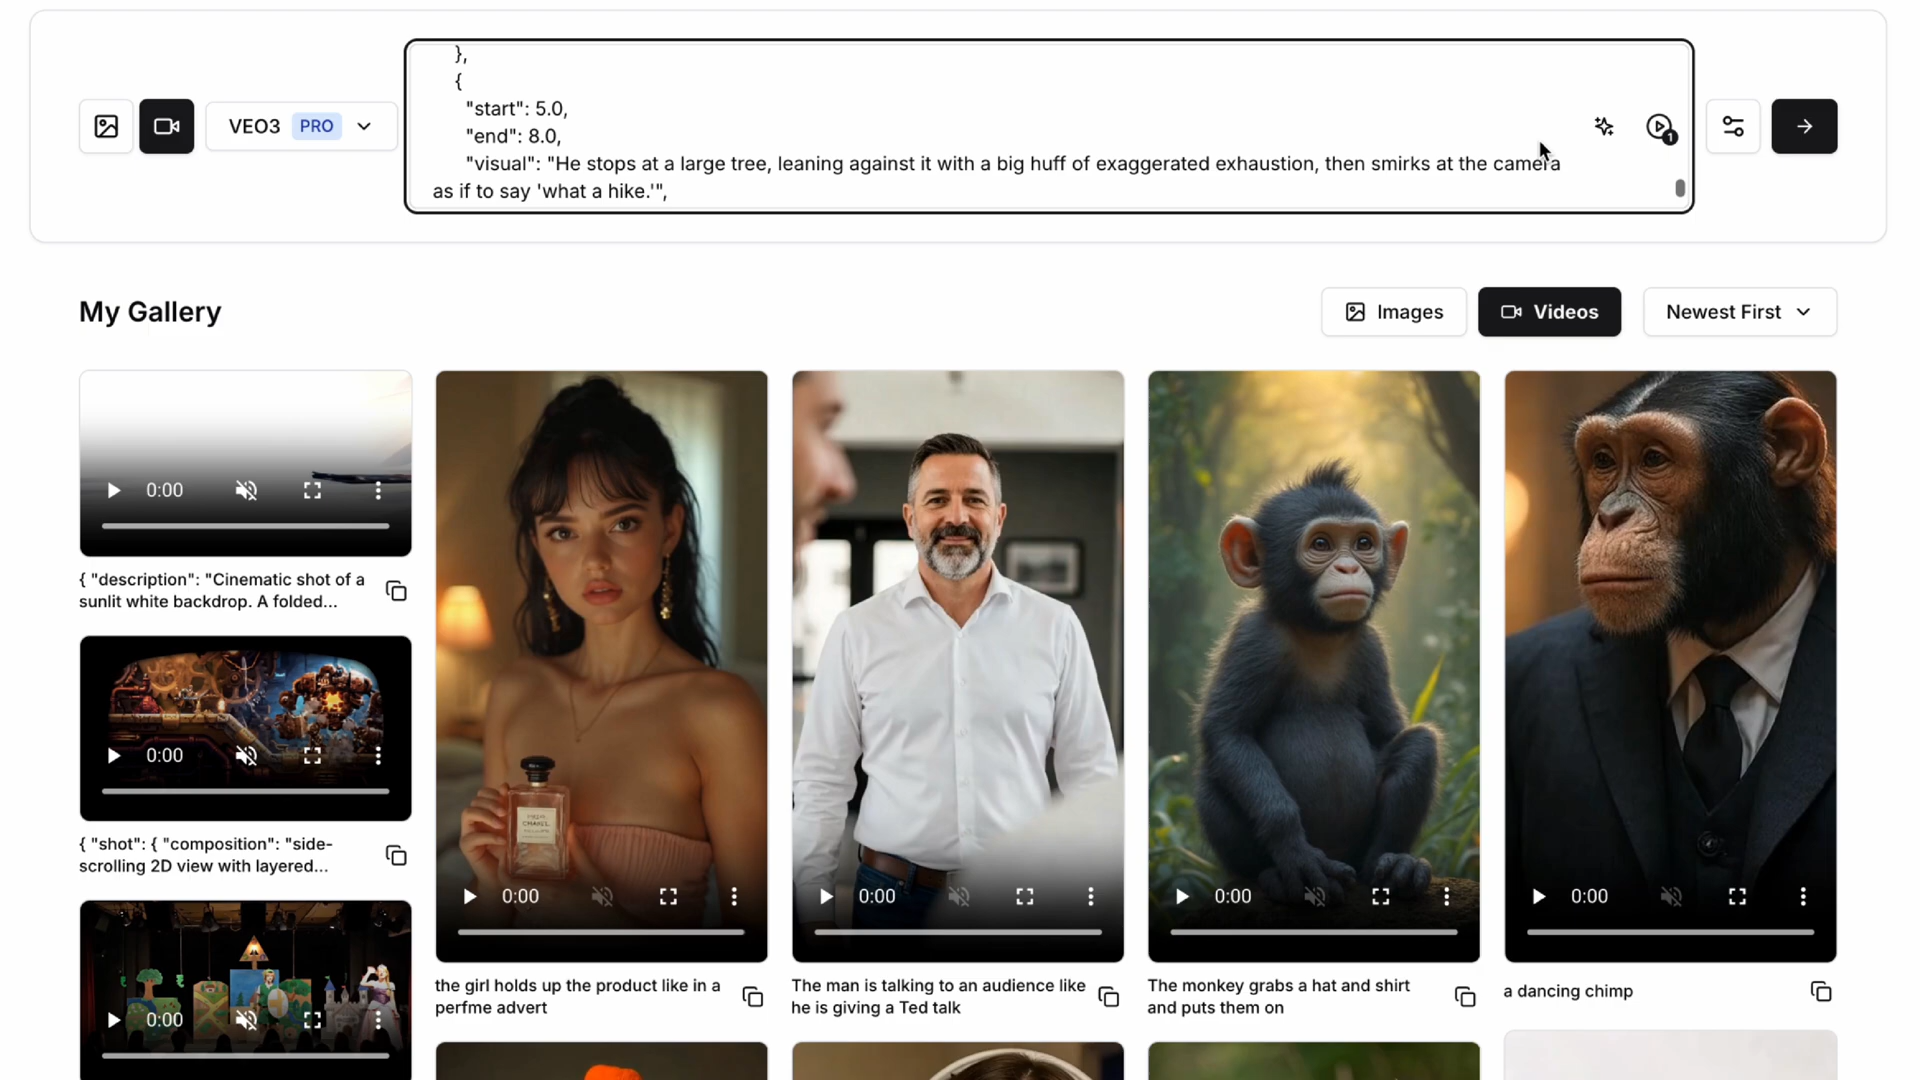 },
{
"start": 5.0,
"end": 8.0,
"visual": "He stops at a large tree, leaning against it with a big huff of exaggerated exhaustion, then smirks at the camera
as if to say 'what a hike.'",
VEO3 PRO
1
My Gallery
Images
Videos
Newest First
0:00
{ "description": "Cinematic shot of a
sunlit white backdrop. A folded...
0:00
{ "shot": { "composition": "side-
scrolling 2D view with layered...
0:00
CHANEL
0:00
the girl holds up the product like in a
perfme advert
0:00
The man is talking to an audience like
he is giving a Ted talk
0:00
The monkey grabs a hat and shirt
and puts them on
0:00
a dancing chimp